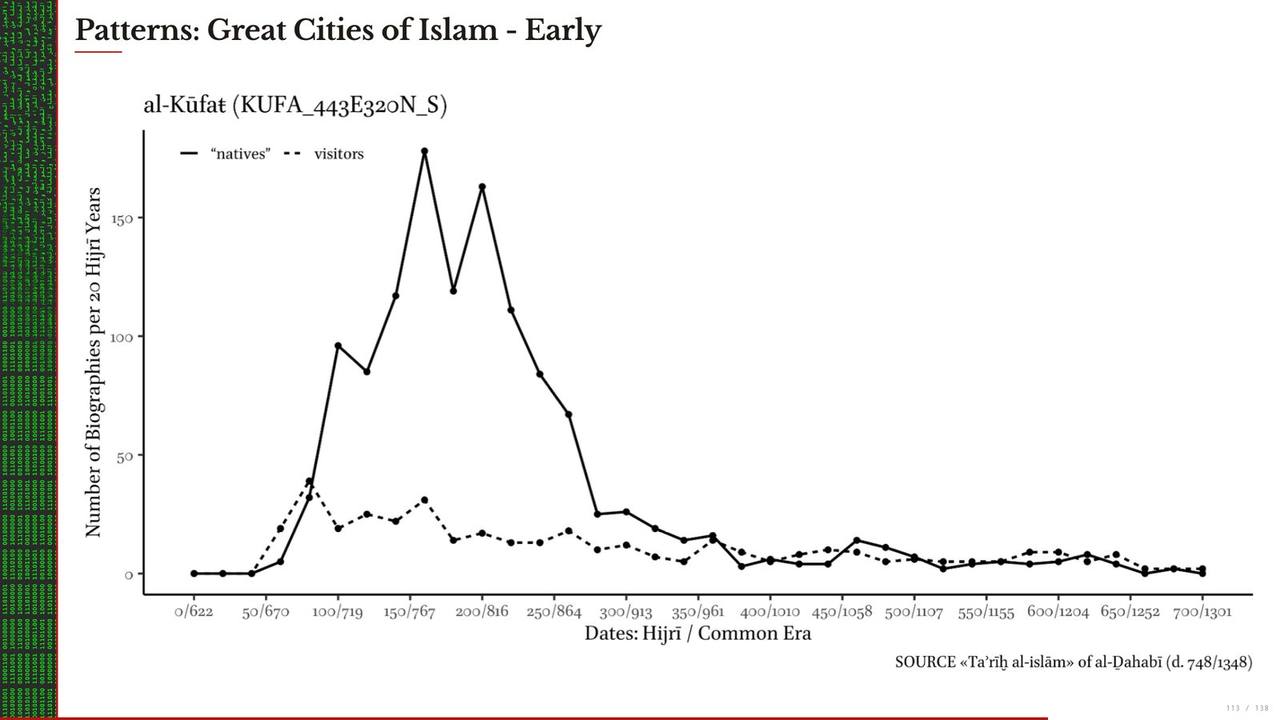 Patterns: Great Cities of Islam - Early
al-Kūfaŧ (KUFA_443E320N_S)
“natives” visitors
Number of Biographies per 20 Hijrī Years
150
100
50
0
0/622 50/670 100/719 150/767 200/816 250/864 300/913 350/961 400/1010 450/1058 500/1107 550/1155 600/1204 650/1252 700/1301
Dates: Hijrī / Common Era
SOURCE «Taʾrīḫ al-islām» of al-Ḏahabī (d. 748/1348)
113 / 138